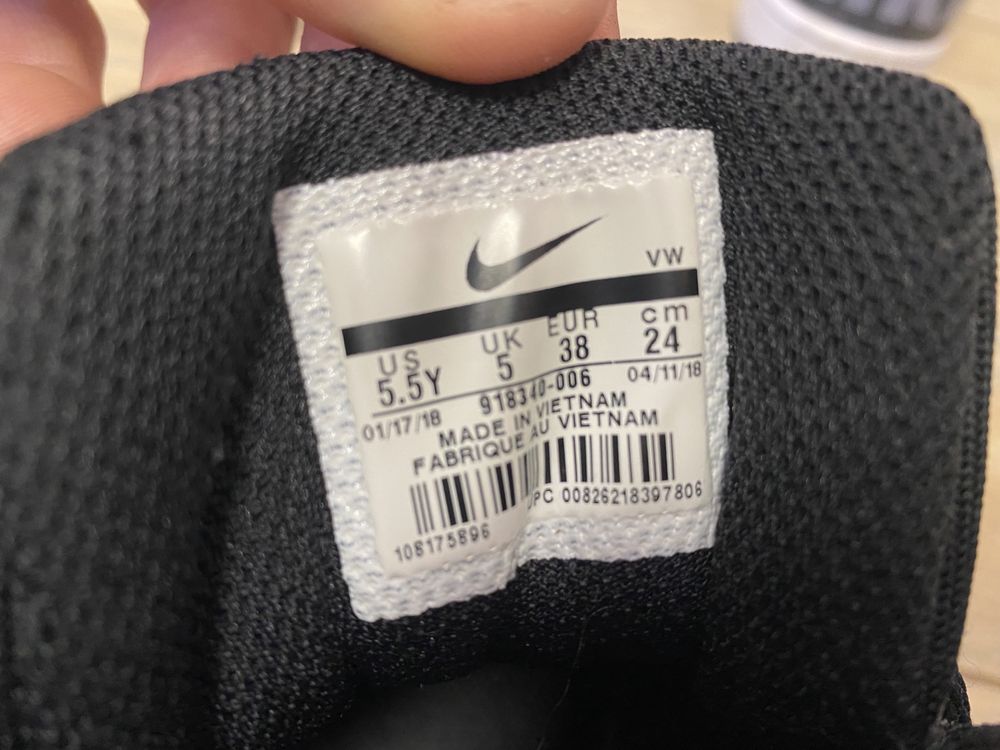 VW
US UK EUR cm
5.5Y 5 38 24
01/17/18 918340-006 04/11/18
MADE IN VIETNAM
FABRIQUE AU VIETNAM
UPC 00826218397806
108175896